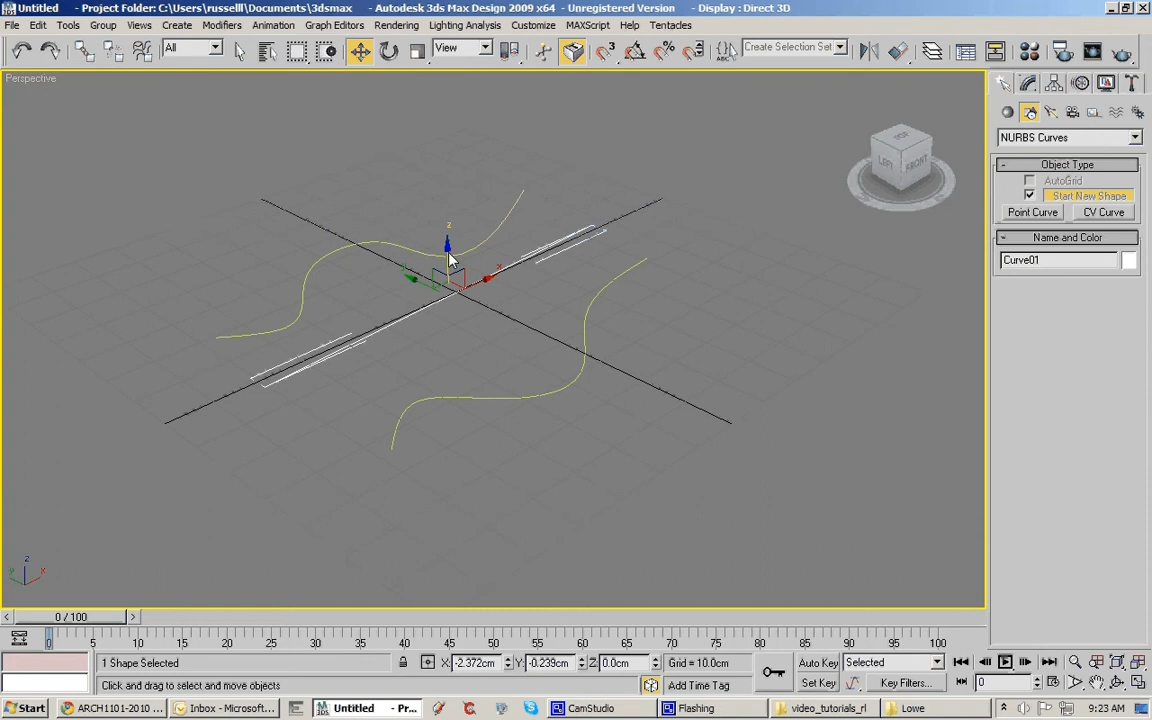 Untitled - Project Folder: C:\Users\russelll\Documents\3dsmax - Autodesk 3ds Max Design 2009 x64 - Unregistered Version - Display : Direct 3D
File Edit Tools Group Views Create Modifiers Animation Graph Editors Rendering Lighting Analysis Customize MAXScript Help Tentacles
All View Create Selection Set
Perspective
TOP
LEFT FRONT
z
y x
NURBS Curves
- Object Type
AutoGrid
Start New Shape
Point Curve CV Curve
- Name and Color
Curve01
z
y x
< 0 / 100 >
0 5 10 15 20 25 30 35 40 45 50 55 60 65 70 75 80 85 90 95 100
1 Shape Selected X: -2.372cm Y: -0.239cm Z: 0.0cm Grid = 10.0cm Auto Key Selected
Click and drag to select and move objects Add Time Tag Set Key Key Filters... 0
Start ARCH1101-2010 ... Inbox - Microsoft... Untitled - Pr... CamStudio Flashing video_tutorials_rl Lowe 9:23 AM